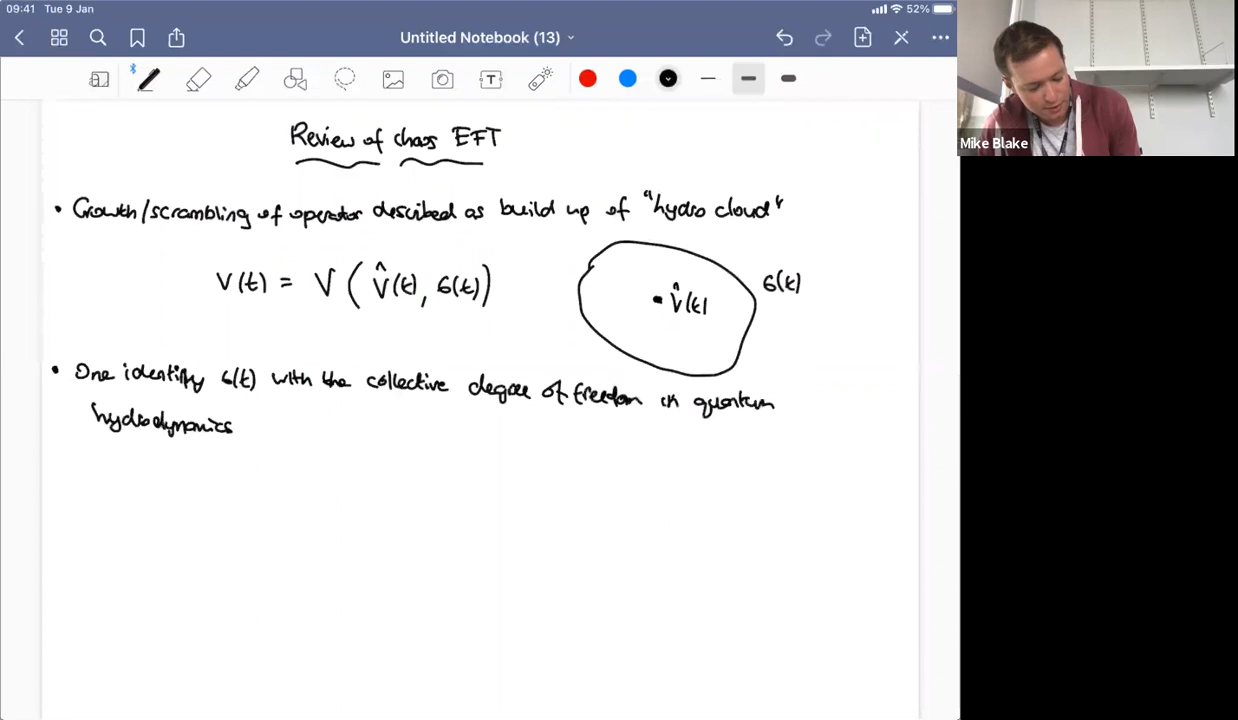 09:41 Tue 9 Jan
52%
Untitled Notebook (13)
T
Mike Blake
Review of chaos EFT
• Growth/scrambling of operator described as build up of "hydro cloud"
V(t) = V ( V̂(t), σ(t))
σ(t)
V̂(t)
• One identify σ(t) with the collective degree of freedom in quantum
hydrodynamics